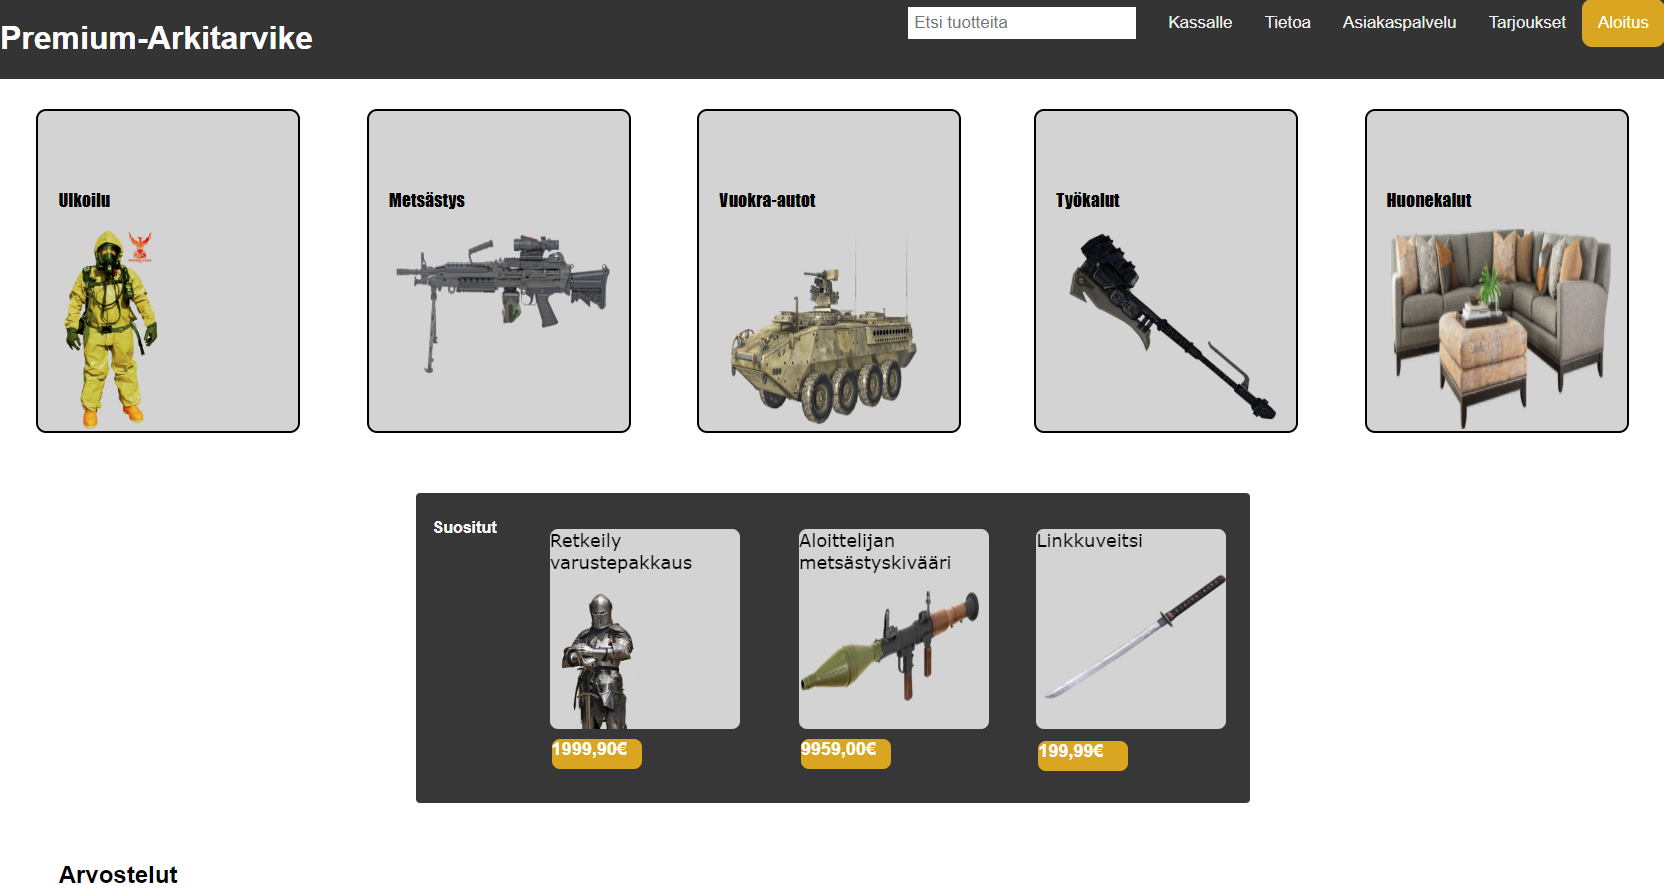 Premium-Arkitarvike
Etsi tuotteita
Kassalle
Tietoa
Asiakaspalvelu
Tarjoukset
Aloitus
Ulkoilu
Metsästys
Vuokra-autot
Työkalut
Huonekalut
Suositut
Retkeily
varustepakkaus
Aloittelijan
metsästyskivääri
Linkkuveitsi
1999,90€
9959,00€
199,99€
Arvostelut